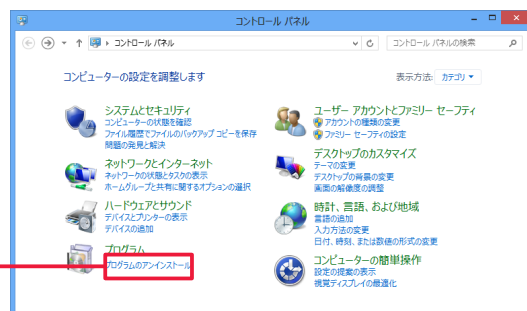 コントロール パネル
コントロール パネル
コントロール パネルの検索
コンピューターの設定を調整します
表示方法: カテゴリ
システムとセキュリティ
コンピューターの状態を確認
ファイル履歴でファイルのバックアップ コピーを保存
問題の発見と解決
ネットワークとインターネット
ネットワークの状態とタスクの表示
ホームグループと共有に関するオプションの選択
ハードウェアとサウンド
デバイスとプリンターの表示
デバイスの追加
プログラム
プログラムのアンインストール
ユーザー アカウントとファミリー セーフティ
アカウントの種類の変更
ファミリー セーフティの設定
デスクトップのカスタマイズ
テーマの変更
デスクトップの背景の変更
画面の解像度の調整
時計、言語、および地域
言語の追加
入力方法の変更
日付、時刻、または数値の形式の変更
コンピューターの簡単操作
設定の提案の表示
視覚ディスプレイの最適化